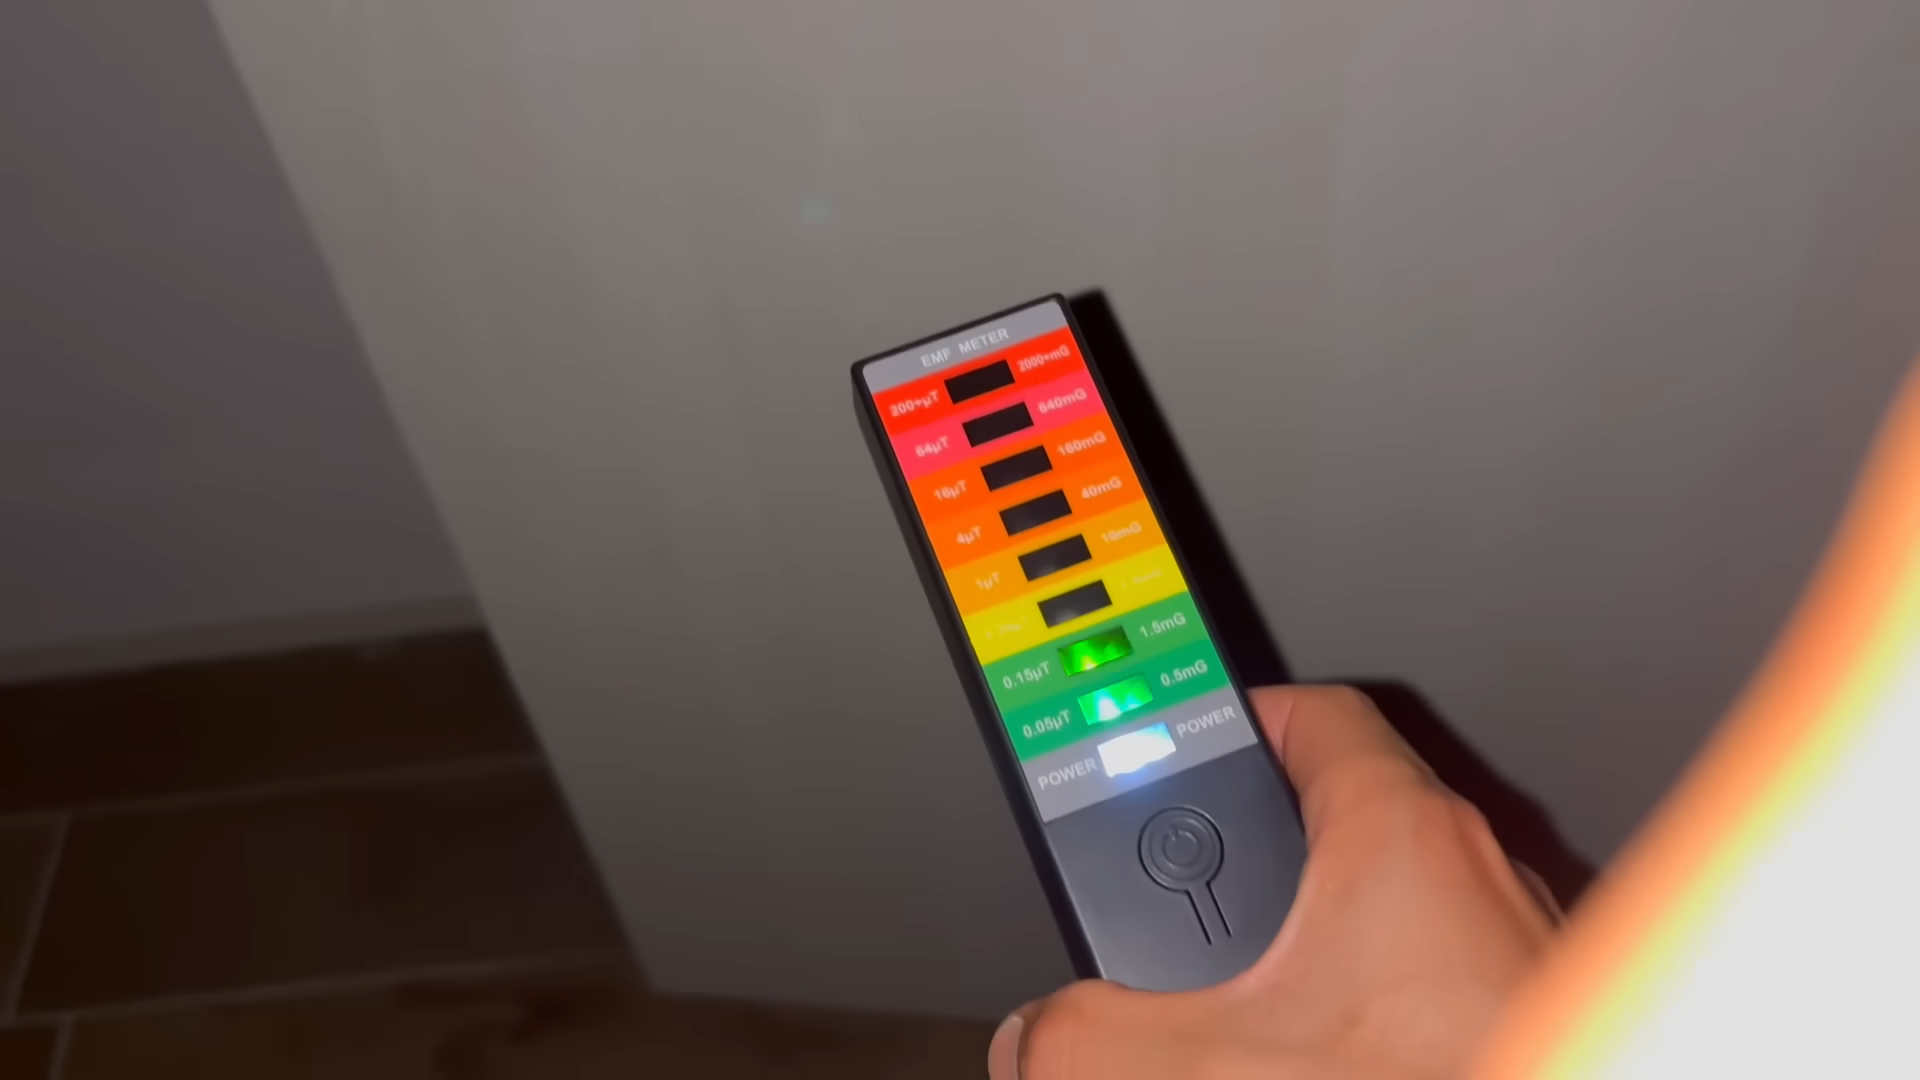 EMF METER
200+µT 2000+mG
64µT 640mG
16µT 160mG
4µT 40mG
1µT 10mG
0.15µT 1.5mG
0.05µT 0.5mG
POWER POWER